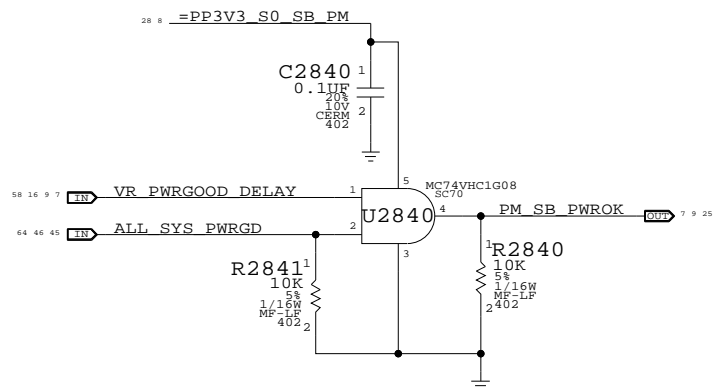 28 8 =PP3V3_S0_SB_PM
C2840 1
0.1UF
20%
10V 2
CERM
402
5
MC74VHC1G08
SC70
58 16 9 7 IN VR_PWRGOOD_DELAY 1
U2840 4 PM_SB_PWROK OUT 7 9 25
64 46 45 IN ALL_SYS_PWRGD 2
3
R2841 1
10K
5%
1/16W
MF-LF
402 2
1 R2840
10K
5%
1/16W
MF-LF
2 402